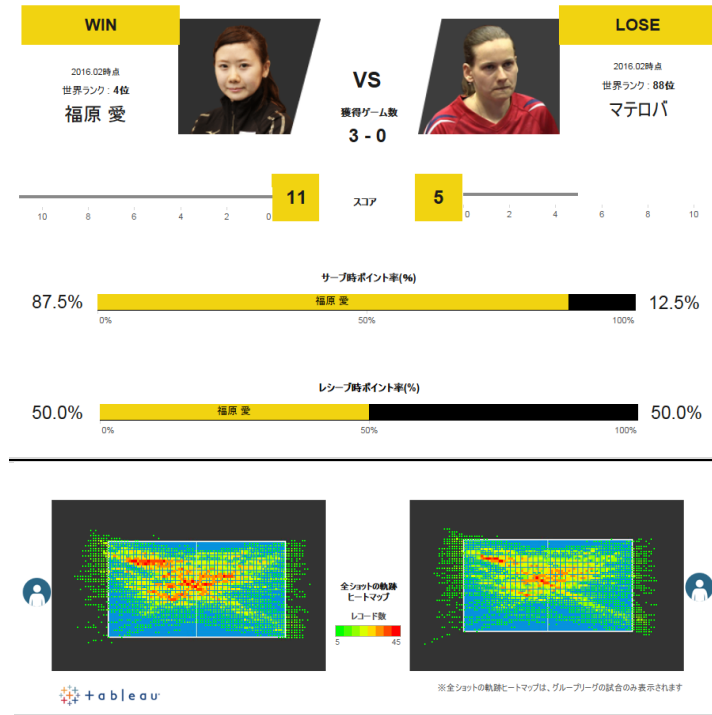 WIN
2016.02時点
世界ランク : 4位
福原 愛
VS
獲得ゲーム数
3 - 0
LOSE
2016.02時点
世界ランク : 88位
マテロバ
11
スコア
5
10 8 6 4 2 0
0 2 4 6 8 10
サーブ時ポイント率(%)
87.5%
福原 愛
12.5%
0% 50% 100%
レシーブ時ポイント率(%)
50.0%
福原 愛
50.0%
0% 50% 100%
全ショットの軌跡
ヒートマップ
レコード数
5 45
+ableau
※全ショットの軌跡ヒートマップは、グループリーグの試合のみ表示されます